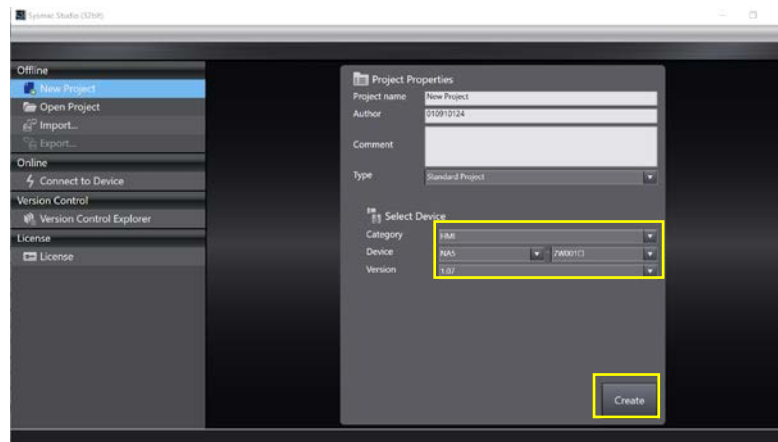 Sysmac Studio (32bit)
Offline
New Project
Open Project
Import...
Export...
Online
Connect to Device
Version Control
Version Control Explorer
License
License
Project Properties
Project name New Project
Author 010910124
Comment
Type Standard Project
Select Device
Category HMI
Device NA5 - 7W001□
Version 1.07
Create